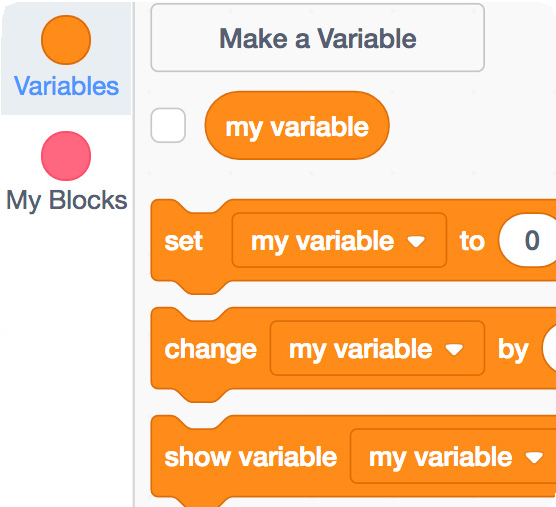 Variables
My Blocks
Make a Variable
my variable
set my variable to 0
change my variable by
show variable my variable